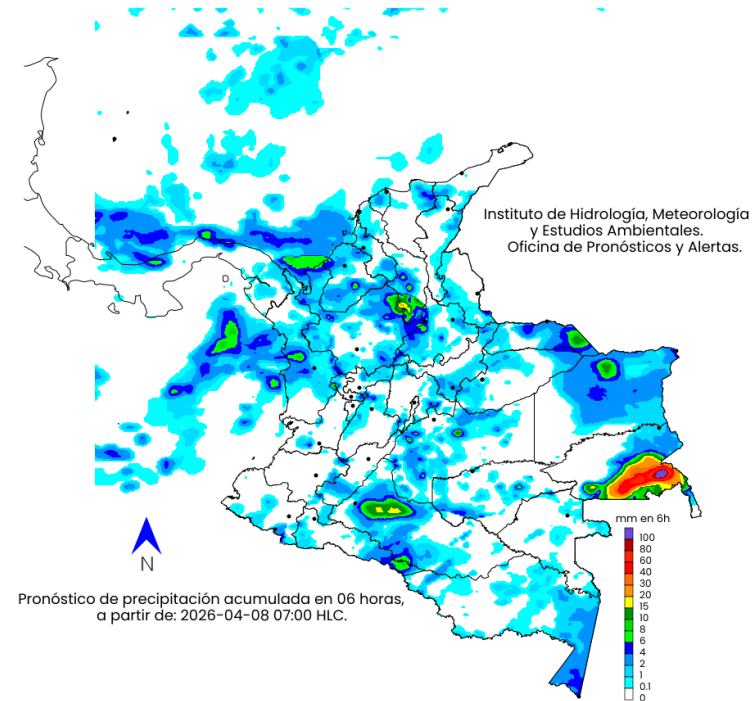 Instituto de Hidrología, Meteorología
y Estudios Ambientales.
Oficina de Pronósticos y Alertas.
D
N
Pronóstico de precipitación acumulada en 06 horas,
a partir de: 2026-04-08 07:00 HLC.
mm en 6h
100
80
60
40
30
20
15
10
8
6
4
2
1
0.1
0